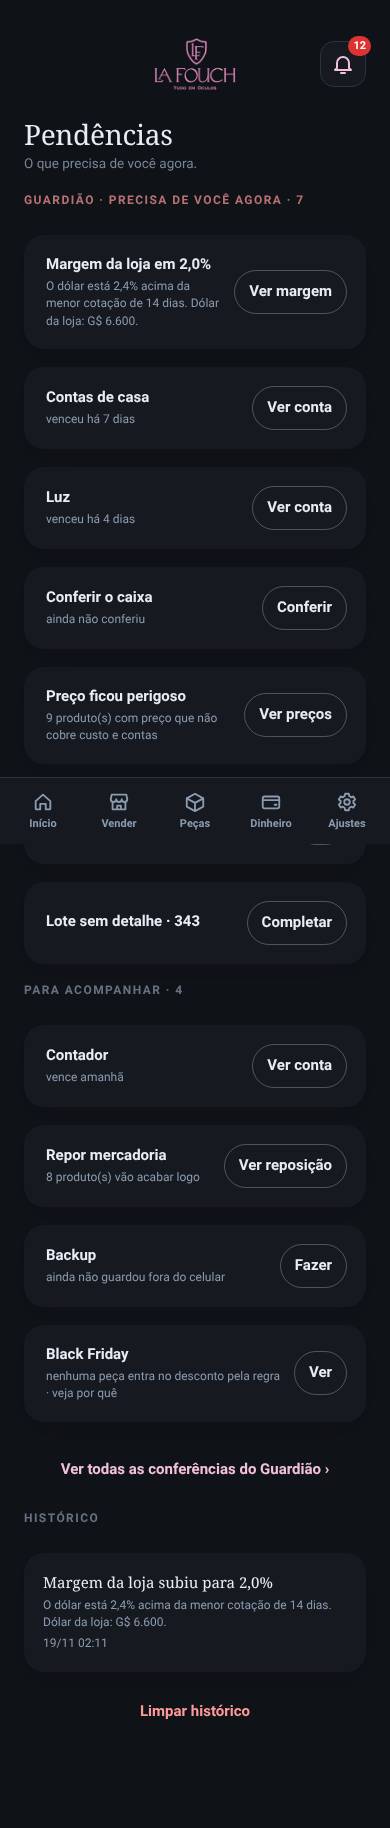 LA FOUCH
TUDO EM ÓCULOS
12
Pendências
O que precisa de você agora.
GUARDIÃO · PRECISA DE VOCÊ AGORA · 7
Margem da loja em 2,0%
O dólar está 2,4% acima da
menor cotação de 14 dias. Dólar
da loja: G$ 6.600.
Ver margem
Contas de casa
venceu há 7 dias
Ver conta
Luz
venceu há 4 dias
Ver conta
Conferir o caixa
ainda não conferiu
Conferir
Preço ficou perigoso
9 produto(s) com preço que não
cobre custo e contas
Ver preços
Início
Vender
Peças
Dinheiro
Ajustes
Lote sem detalhe · 343
Completar
PARA ACOMPANHAR · 4
Contador
vence amanhã
Ver conta
Repor mercadoria
8 produto(s) vão acabar logo
Ver reposição
Backup
ainda não guardou fora do celular
Fazer
Black Friday
nenhuma peça entra no desconto pela regra
· veja por quê
Ver
Ver todas as conferências do Guardião ›
HISTÓRICO
Margem da loja subiu para 2,0%
O dólar está 2,4% acima da menor cotação de 14 dias.
Dólar da loja: G$ 6.600.
19/11 02:11
Limpar histórico